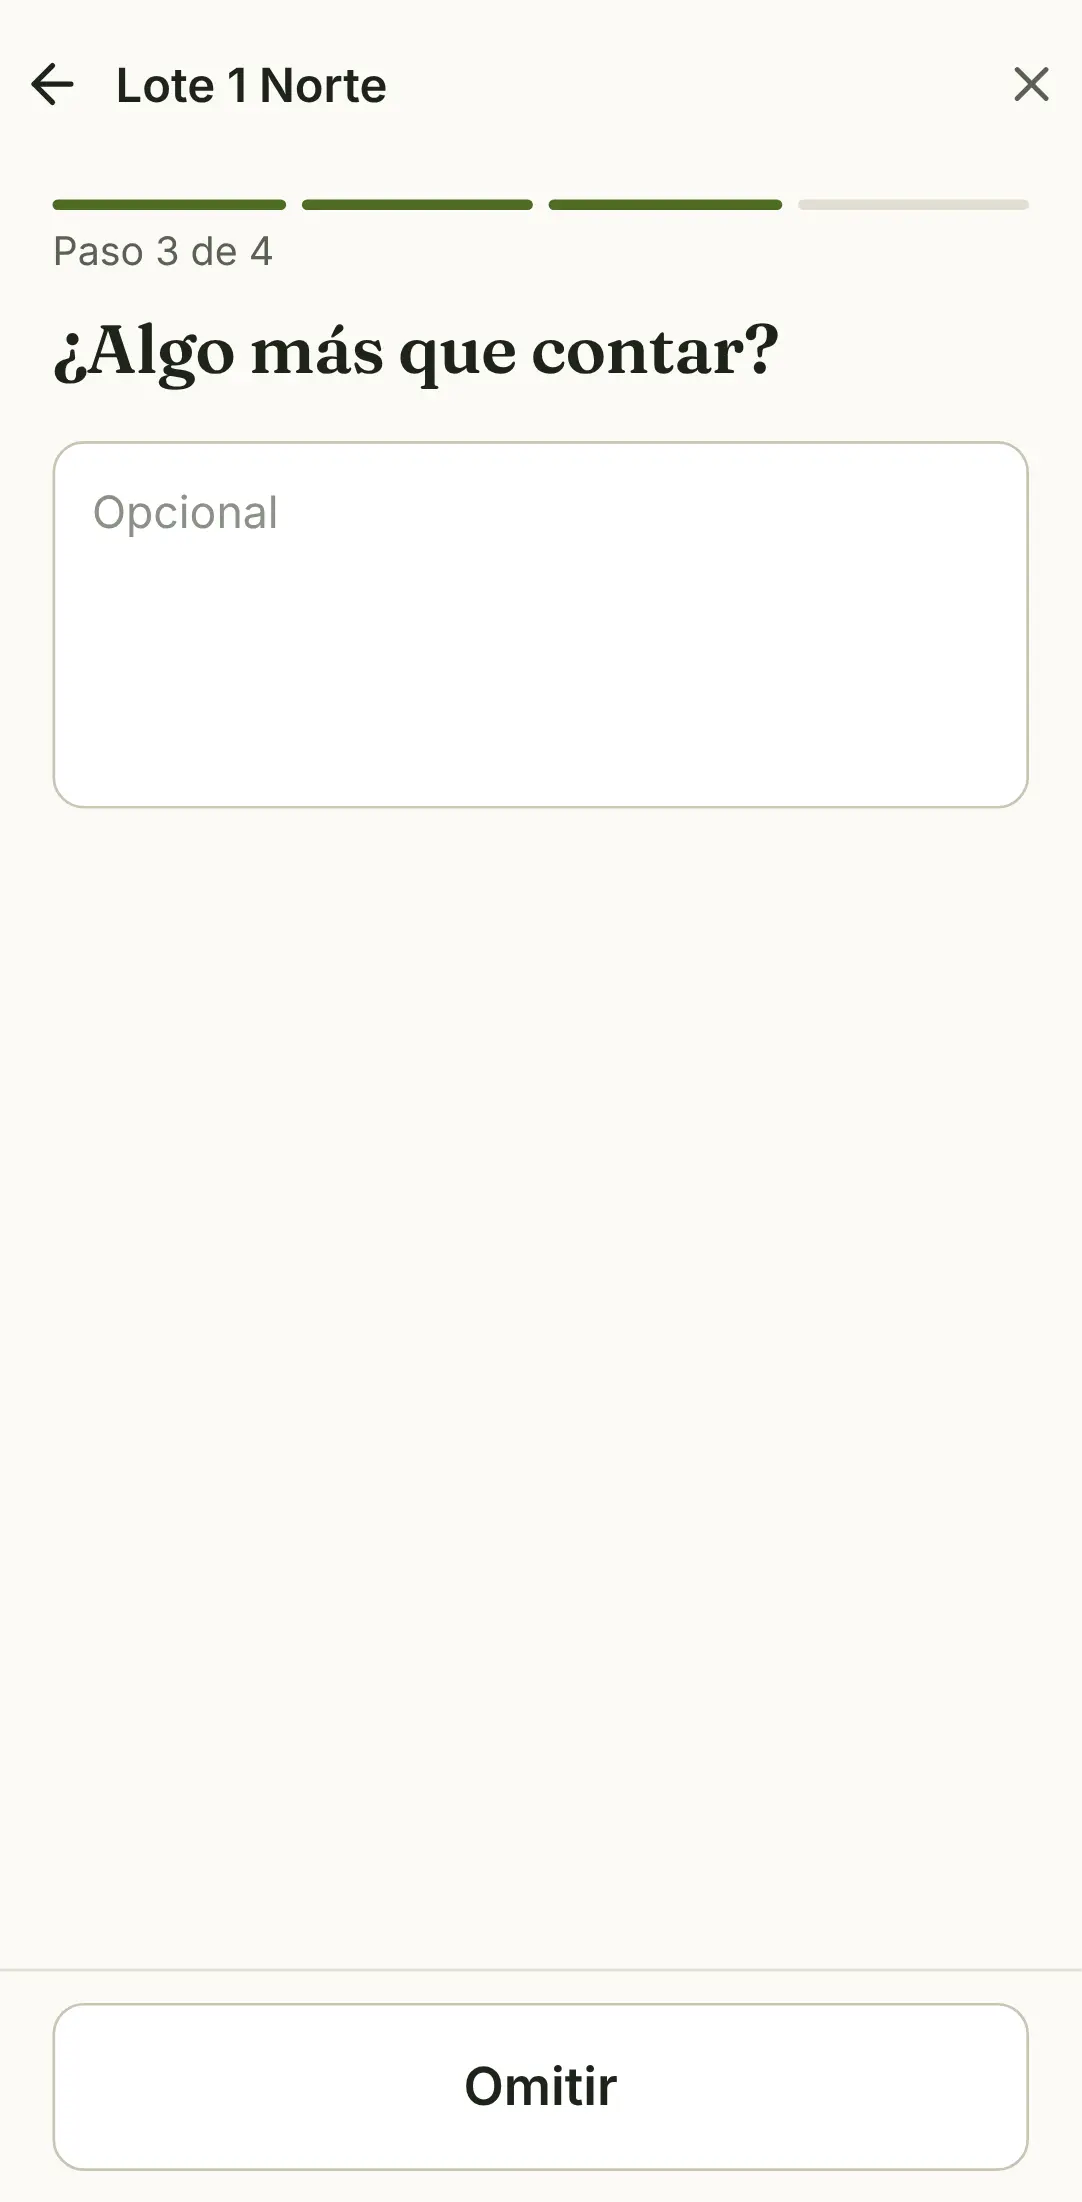 Lote 1 Norte
Paso 3 de 4
¿Algo más que contar?
Opcional
Omitir